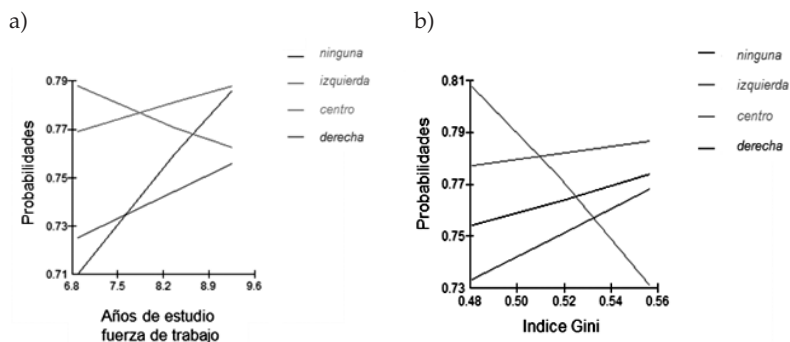 a)
ninguna
izquierda
centro
derecha
Probabilidades
0.79
0.77
0.75
0.73
0.71
6.8 7.5 8.2 8.9 9.6
Años de estudio
fuerza de trabajo
b)
ninguna
izquierda
centro
derecha
Probabilidades
0.81
0.79
0.77
0.75
0.73
0.48 0.50 0.52 0.54 0.56
Indice Gini